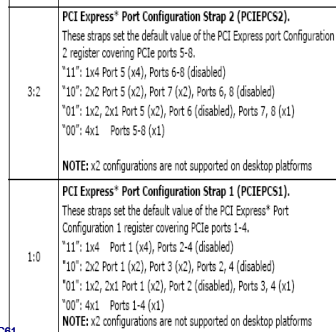 PCI Express* Port Configuration Strap 2 (PCIEPCS2).
These straps set the default value of the PCI Express port Configuration
2 register covering PCIe ports 5-8.
3:2
"11": 1x4 Port 5 (x4), Ports 6-8 (disabled)
"10": 2x2 Port 5 (x2), Port 7 (x2), Ports 6, 8 (disabled)
"01": 1x2, 2x1 Port 5 (x2), Port 6 (disabled), Ports 7, 8 (x1)
"00": 4x1 Ports 5-8 (x1)
NOTE: x2 configurations are not supported on desktop platforms
PCI Express* Port Configuration Strap 1 (PCIEPCS1).
These straps set the default value of the PCI Express* Port
Configuration 1 register covering PCIe ports 1-4.
1:0
"11": 1x4 Port 1 (x4), Ports 2-4 (disabled)
"10": 2x2 Port 1 (x2), Port 3 (x2), Ports 2, 4 (disabled)
"01": 1x2, 2x1 Port 1 (x2), Port 2 (disabled), Ports 3, 4 (x1)
"00": 4x1 Ports 1-4 (x1)
NOTE: x2 configurations are not supported on desktop platforms